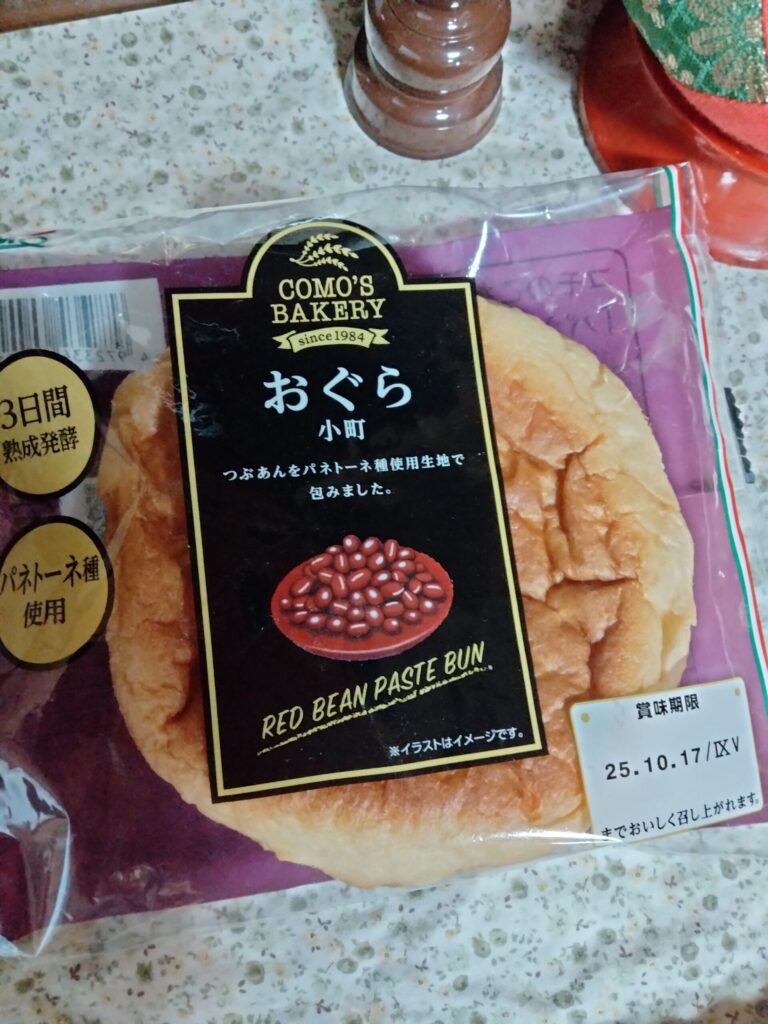 COMO'S
BAKERY
since1984
おぐら
小町
つぶあんをパネトーネ種使用生地で
包みました。
RED BEAN PASTE BUN
※イラストはイメージです。
3日間
熟成発酵
パネトーネ種
使用
賞味期限
25.10.17/IXV
までおいしく召し上がれます。